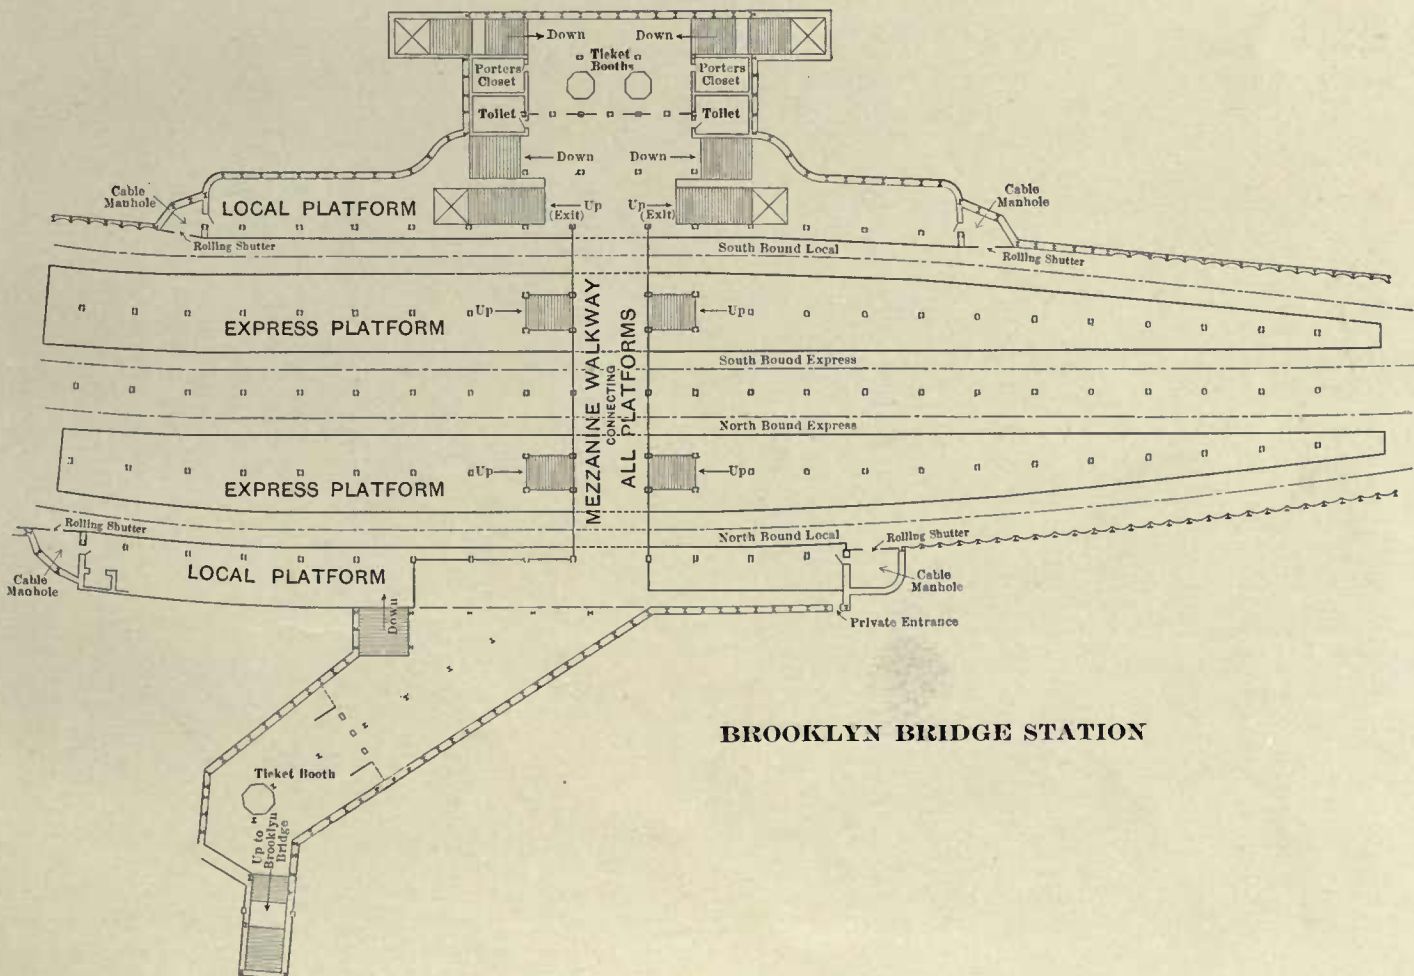 Down
Down
Ticket
Booths
Porters
Closet
Porters
Closet
Toilet
Toilet
Down
Down
Cable
Manhole
LOCAL PLATFORM
Up
(Exit)
Up
(Exit)
Cable
Manhole
Rolling Shutter
South Bound Local
Rolling Shutter
EXPRESS PLATFORM
Up
Up
MEZZANINE WALKWAY
CONNECTING
ALL PLATFORMS
South Bound Express
North Bound Express
EXPRESS PLATFORM
Up
Up
Rolling Shutter
North Bound Local
Rolling Shutter
LOCAL PLATFORM
Cable
Manhole
Cable
Manhole
Down
Private Entrance
BROOKLYN BRIDGE STATION
Ticket Booth
Up to
Brooklyn
Bridge